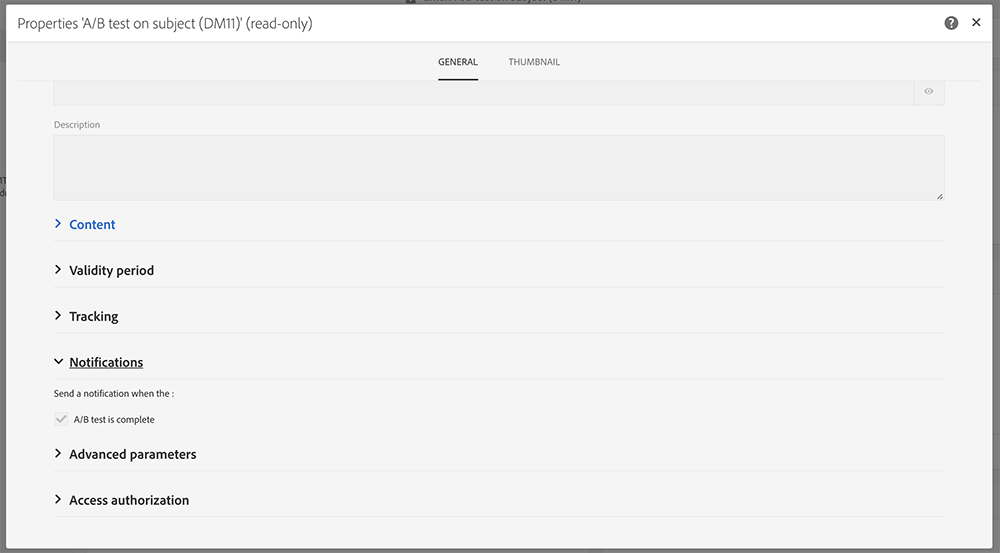 Properties 'A/B test on subject (DM11)' (read-only)
GENERAL THUMBNAIL
Description
Content
Validity period
Tracking
Notifications
Send a notification when the :
A/B test is complete
Advanced parameters
Access authorization